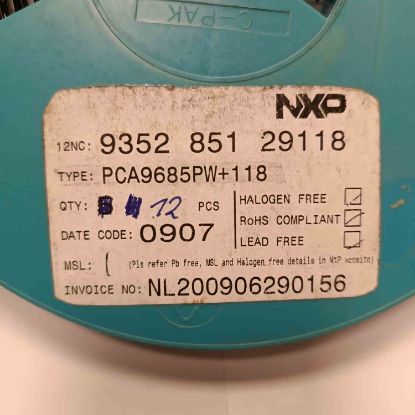 C-PAK
NXP
12NC: 9352 851 29118
TYPE: PCA9685PW+118
QTY: 12 PCS
HALOGEN FREE
RoHS COMPLIANT
DATE CODE: 0907
LEAD FREE
MSL: (Pls refer Pb free, MSL and Halogen free details in NXP website)
INVOICE NO: NL200906290156